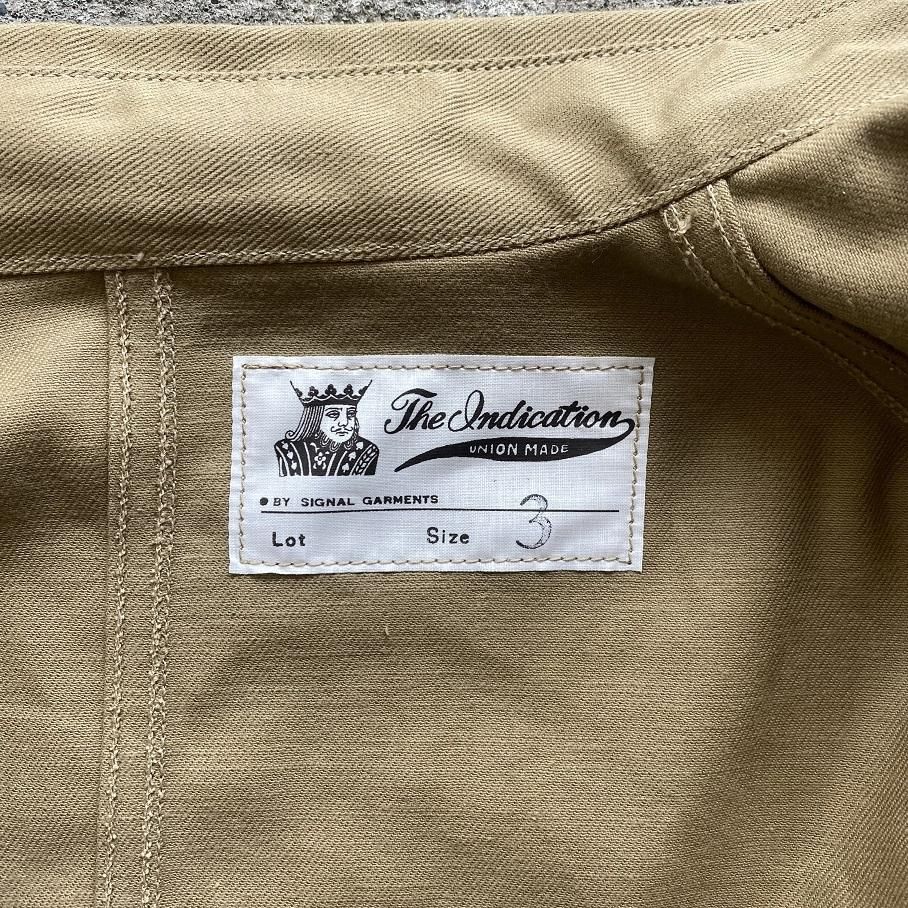 The Indication
UNION MADE
● BY SIGNAL GARMENTS
Lot Size 3